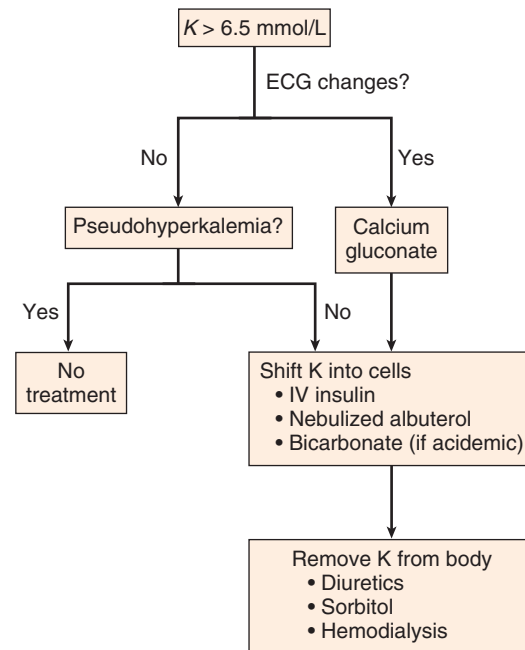 K > 6.5 mmol/L
ECG changes?
No
Yes
Pseudohyperkalemia?
Calcium
gluconate
Yes
No
No
treatment
Shift K into cells
• IV insulin
• Nebulized albuterol
• Bicarbonate (if acidemic)
Remove K from body
• Diuretics
• Sorbitol
• Hemodialysis